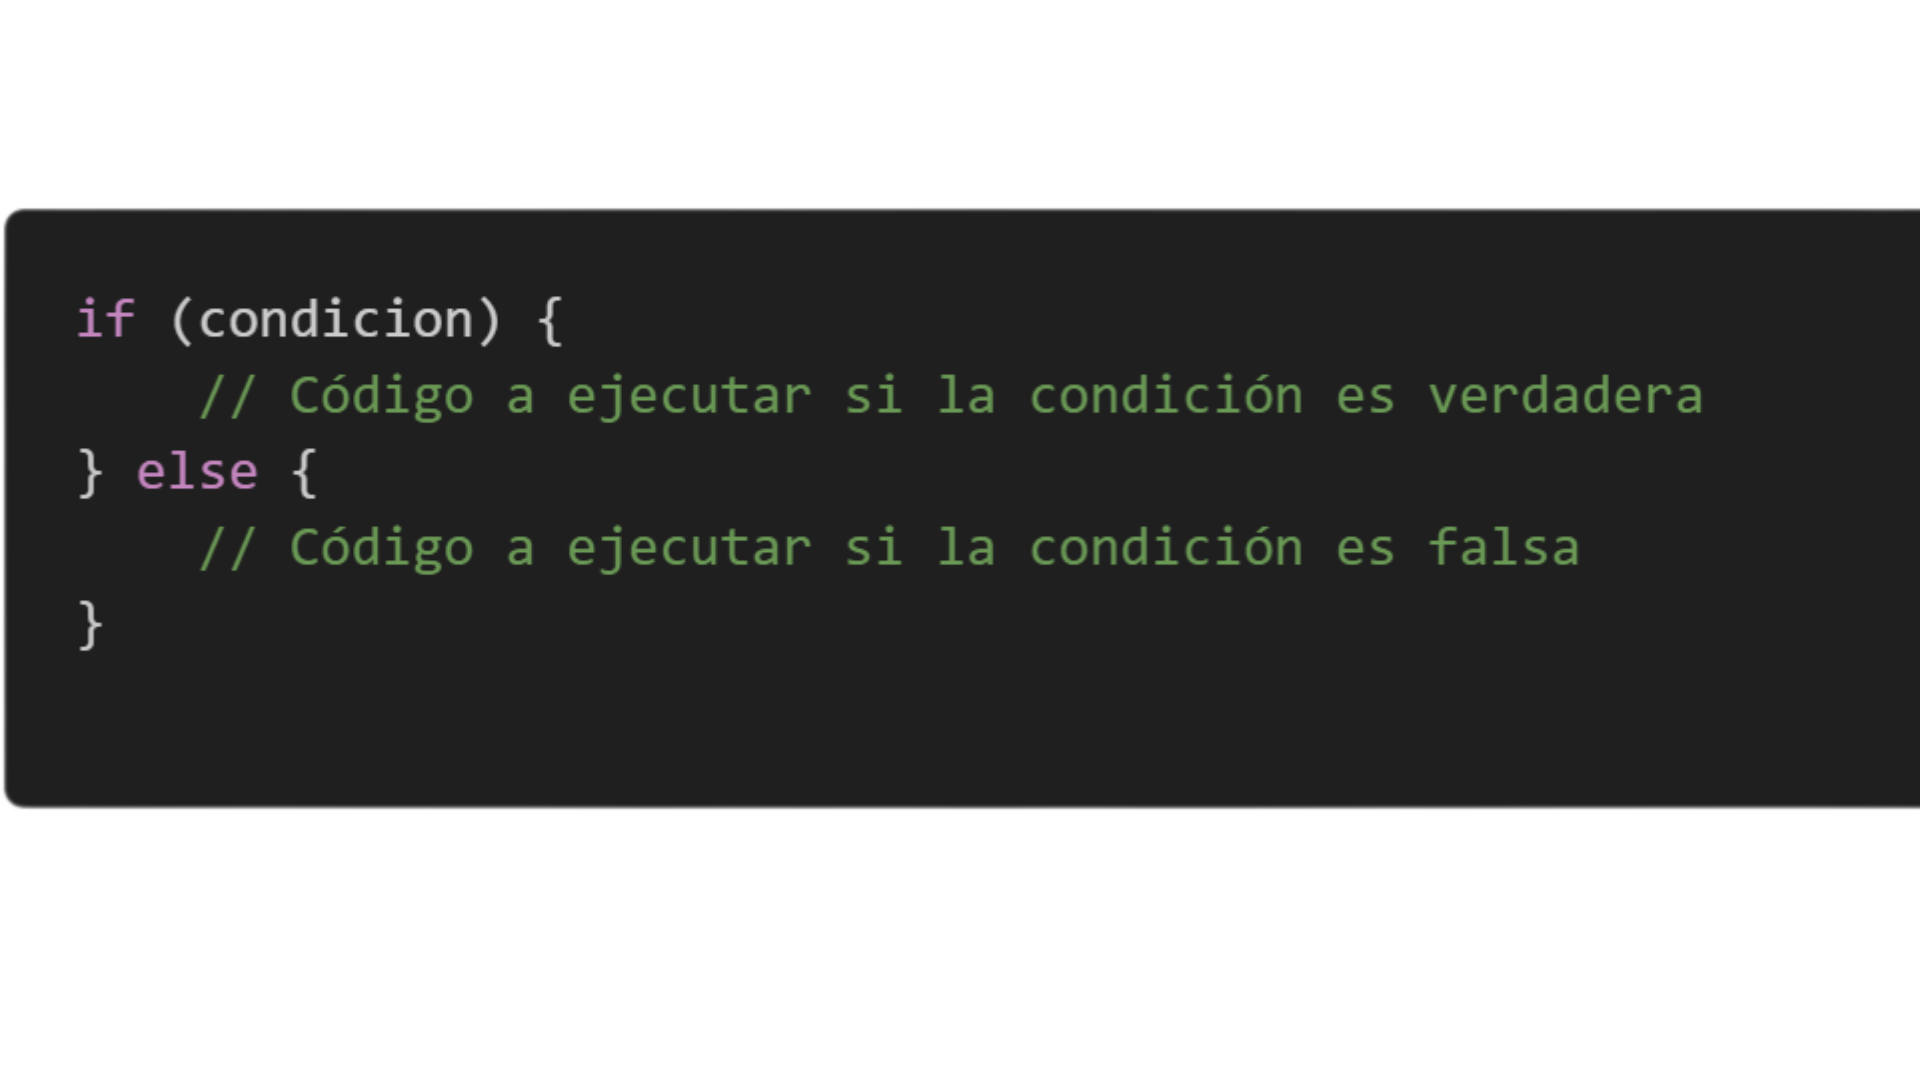 if (condicion) {
    // Código a ejecutar si la condición es verdadera
} else {
    // Código a ejecutar si la condición es falsa
}